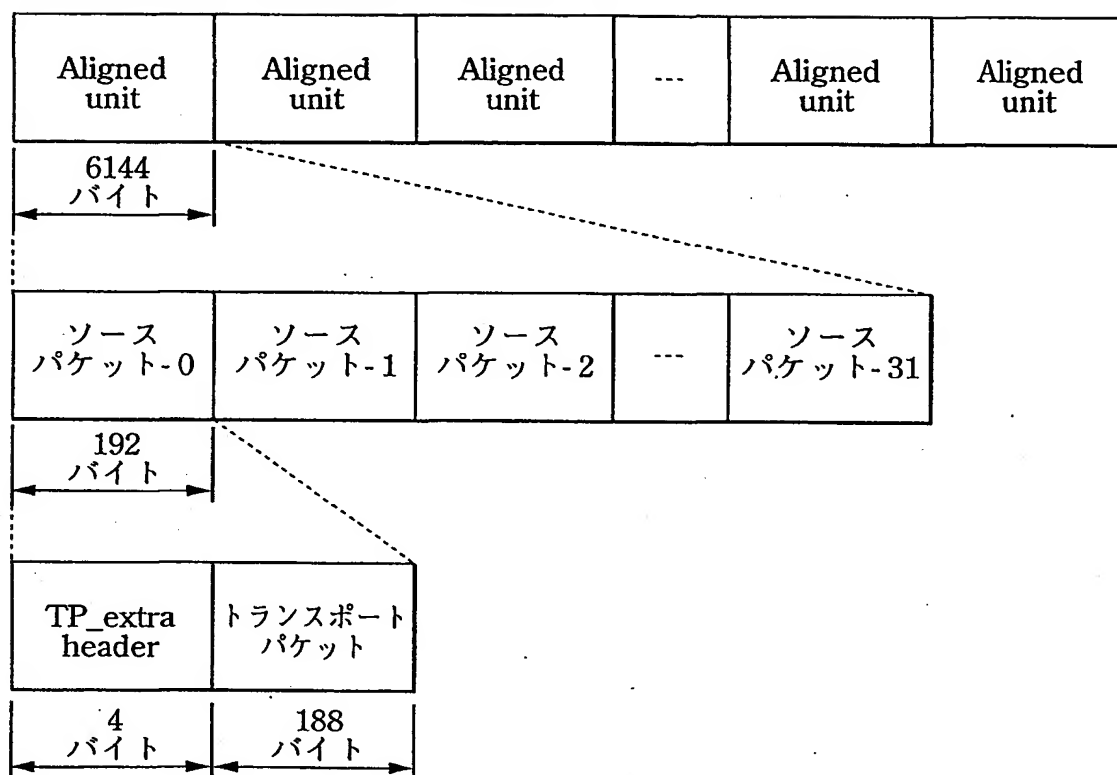 Aligned unit
Aligned unit
Aligned unit
---
Aligned unit
Aligned unit
6144
バイト
ソース
パケット-0
ソース
パケット-1
ソース
パケット-2
---
ソース
パケット-31
192
バイト
TP_extra
header
トランスポート
パケット
4
バイト
188
バイト